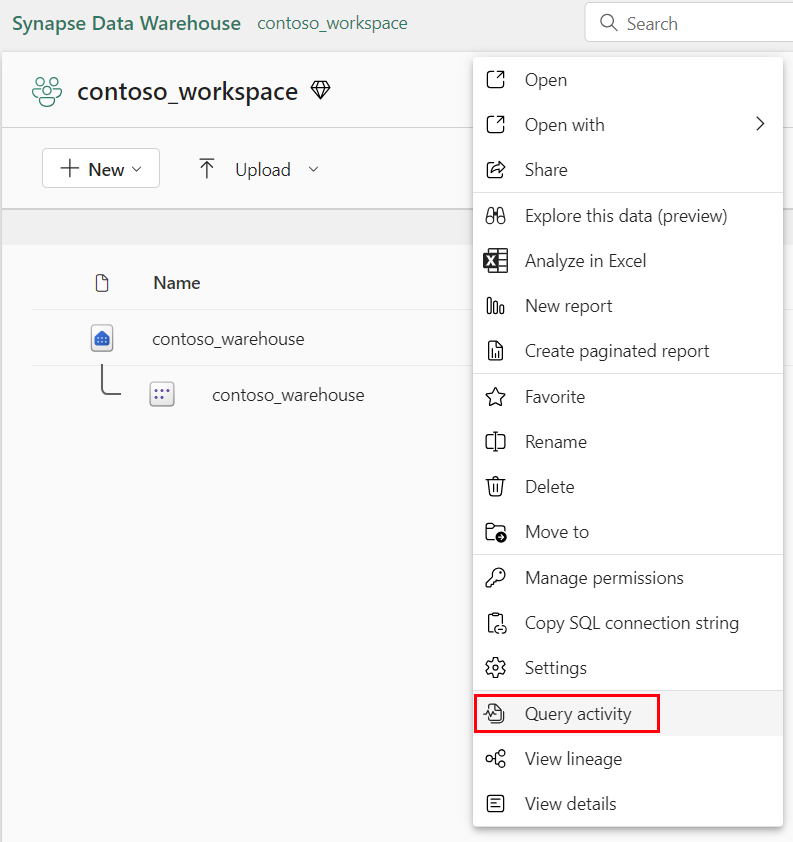 Synapse Data Warehouse contoso_workspace
Search
contoso_workspace
New
Upload
Name
contoso_warehouse
contoso_warehouse
Open
Open with
Share
Explore this data (preview)
Analyze in Excel
New report
Create paginated report
Favorite
Rename
Delete
Move to
Manage permissions
Copy SQL connection string
Settings
Query activity
View lineage
View details